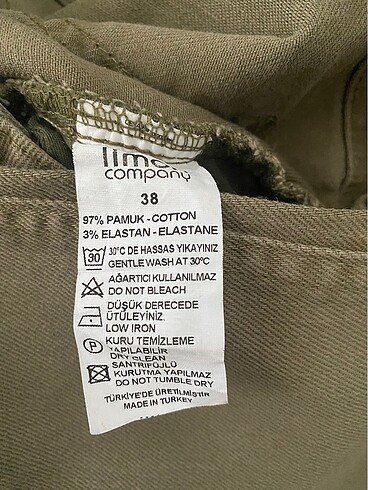 company
38
97% PAMUK - COTTON
3% ELASTAN - ELASTANE
30 30°C DE HASSAS YIKAYINIZ
GENTLE WASH AT 30°C
AĞARTICI KULLANILMAZ
DO NOT BLEACH
DÜŞÜK DERECEDE
ÜTÜLEYİNİZ
LOW IRON
P KURU TEMİZLEME
YAPILABİLİR
DRY CLEAN
SANTRİFÜJLÜ
KURUTMA YAPILMAZ
DO NOT TUMBLE DRY
TÜRKİYE'DE ÜRETİLMİŞTİR
MADE IN TURKEY